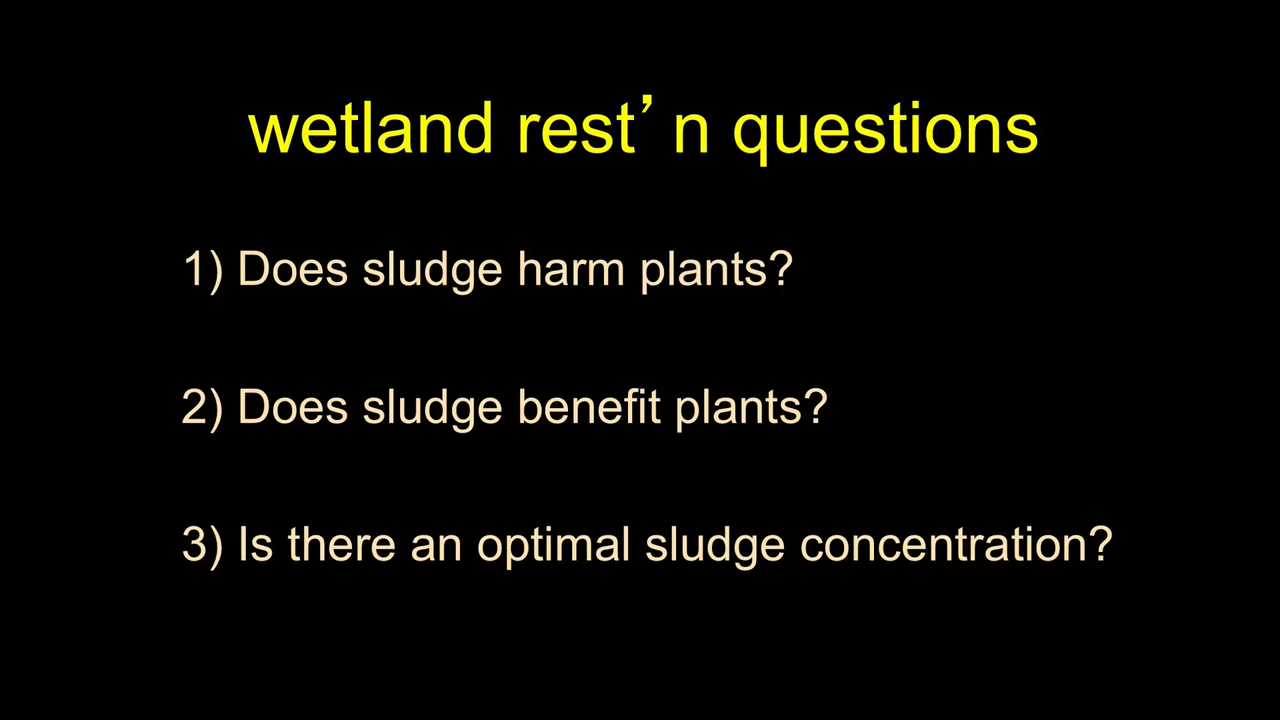 wetland rest’n questions
1) Does sludge harm plants?
2) Does sludge benefit plants?
3) Is there an optimal sludge concentration?